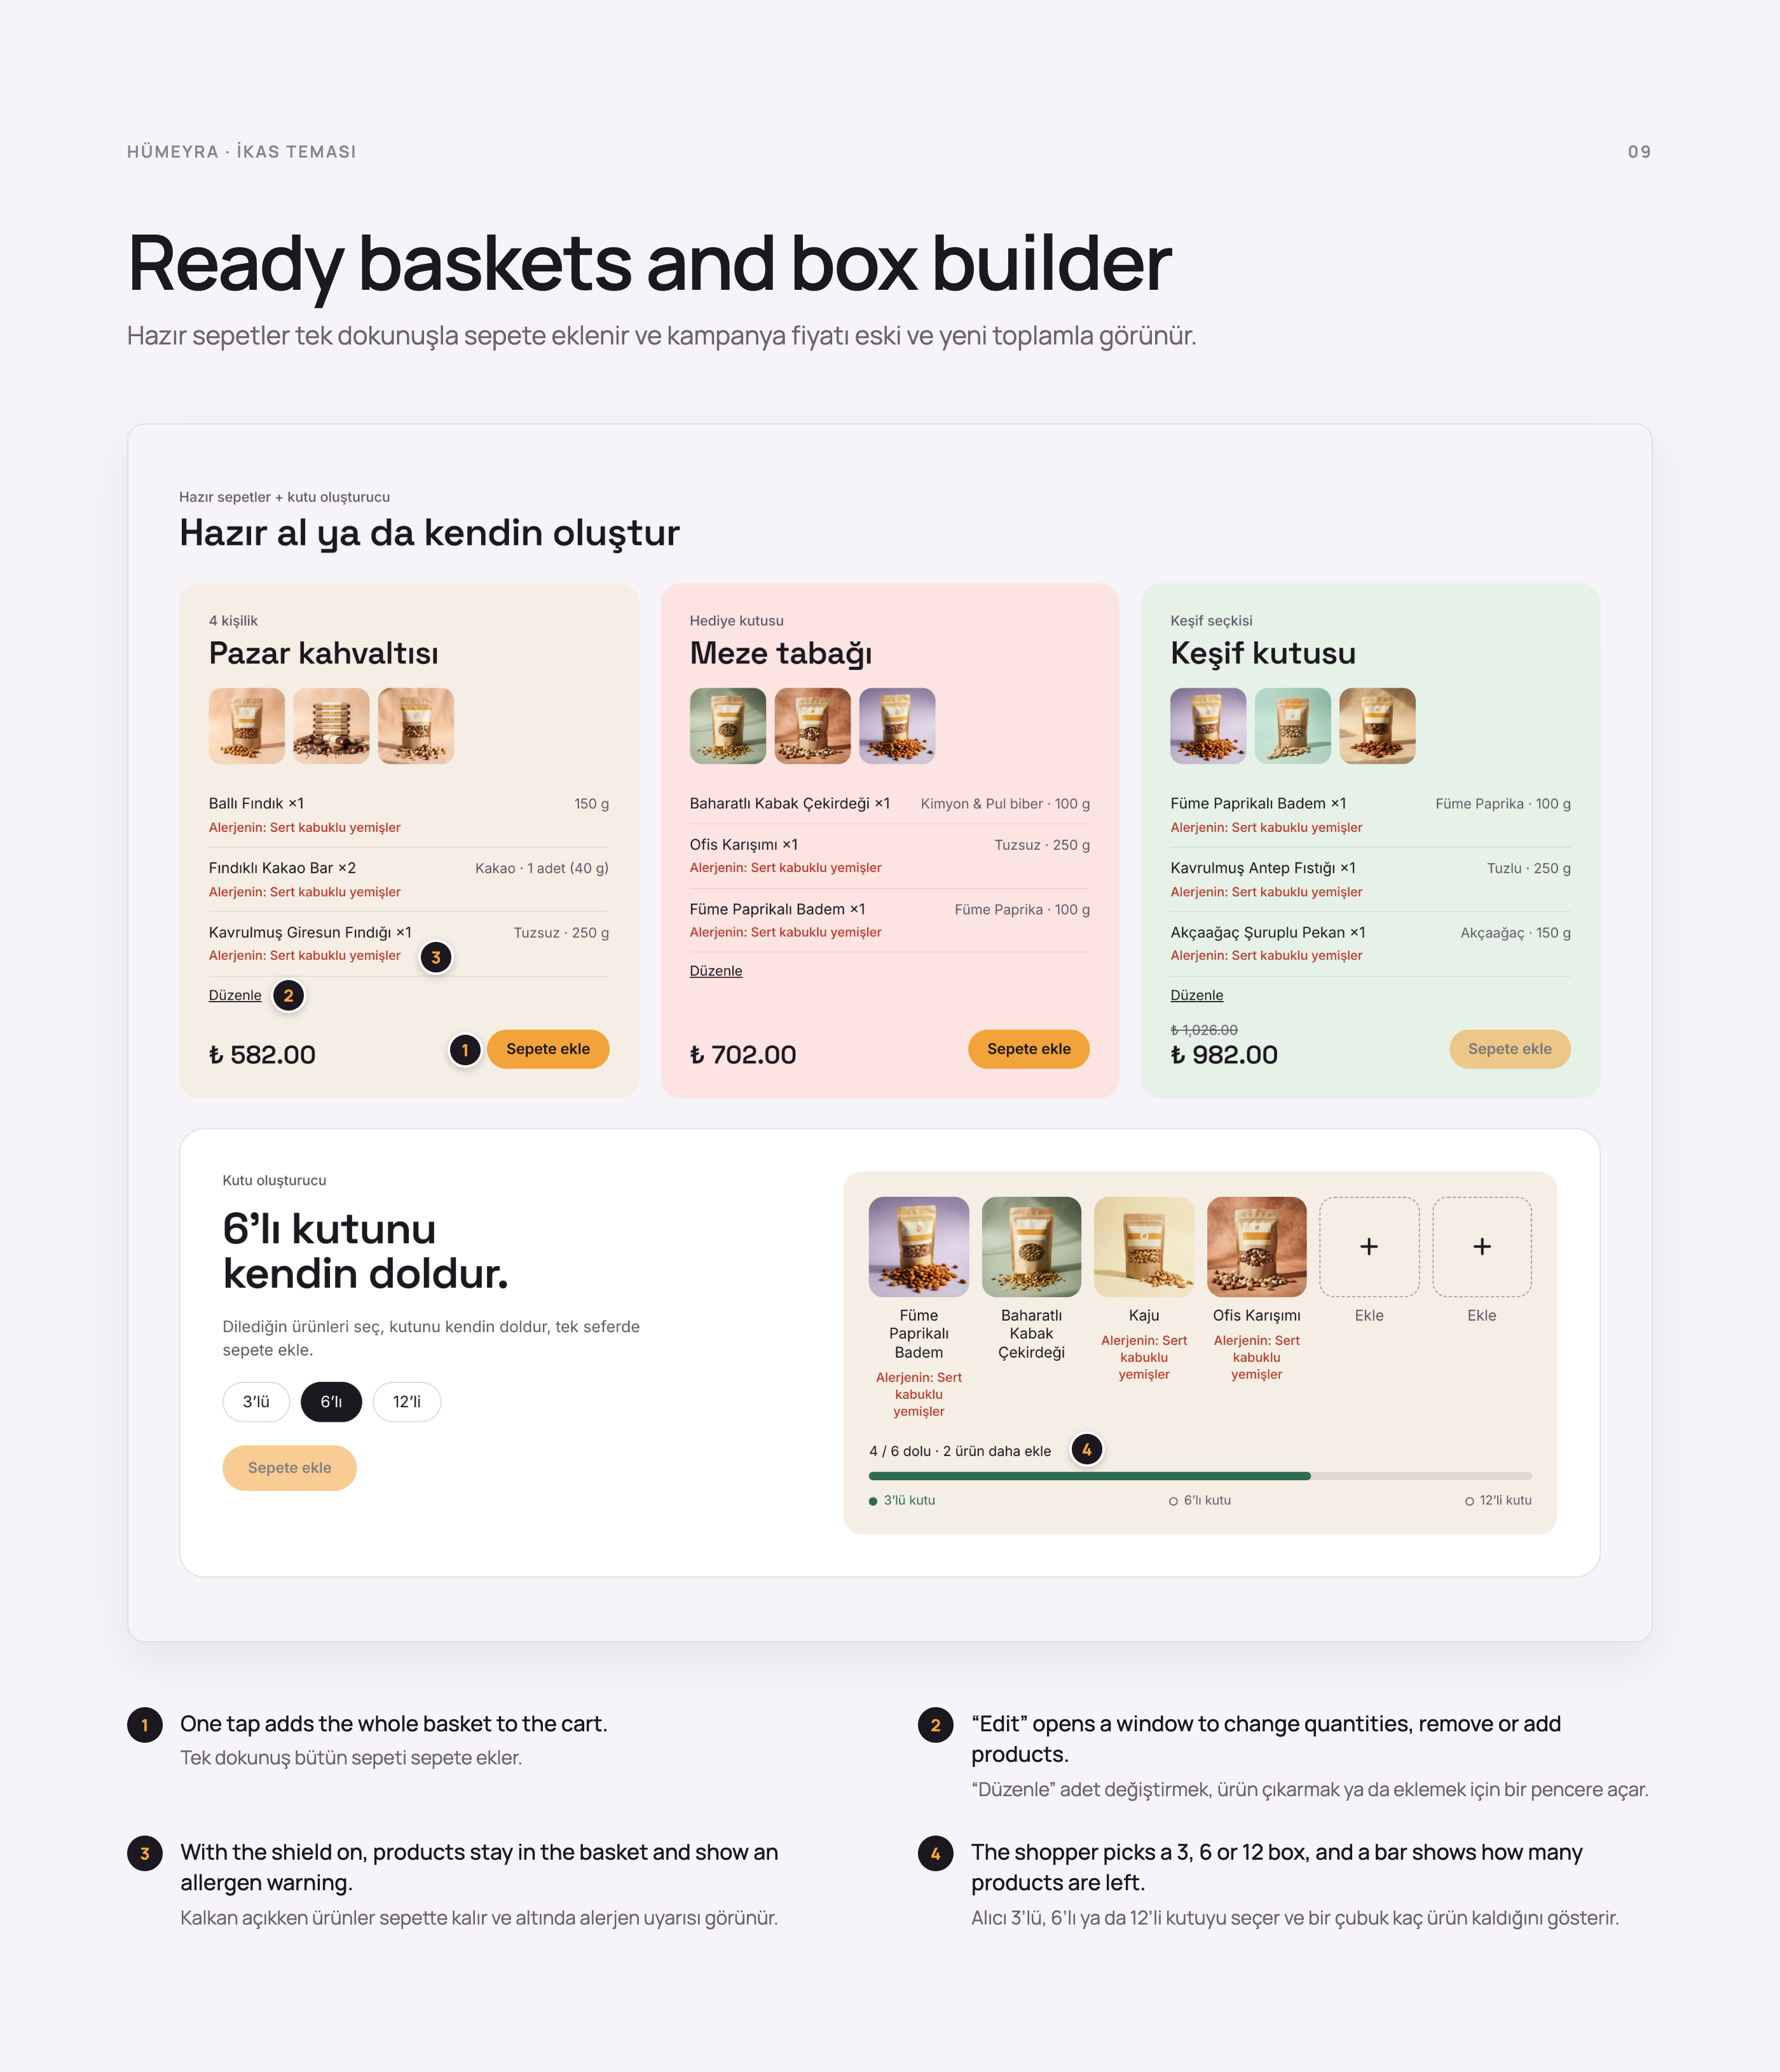 HÜMEYRA · İKAS TEMASI
09
Ready baskets and box builder
Hazır sepetler tek dokunuşla sepete eklenir ve kampanya fiyatı eski ve yeni toplamla görünür.
Hazır sepetler + kutu oluşturucu
Hazır al ya da kendin oluştur
4 kişilik
Pazar kahvaltısı
Ballı Fındık ×1
150 g
Alerjenin: Sert kabuklu yemişler
Fındıklı Kakao Bar ×2
Kakao · 1 adet (40 g)
Alerjenin: Sert kabuklu yemişler
Kavrulmuş Giresun Fındığı ×1
Tuzsuz · 250 g
Alerjenin: Sert kabuklu yemişler
3
Düzenle
2
₺ 582.00
1
Sepete ekle
Hediye kutusu
Meze tabağı
Baharatlı Kabak Çekirdeği ×1
Kimyon & Pul biber · 100 g
Ofis Karışımı ×1
Tuzsuz · 250 g
Alerjenin: Sert kabuklu yemişler
Füme Paprikalı Badem ×1
Füme Paprika · 100 g
Alerjenin: Sert kabuklu yemişler
Düzenle
₺ 702.00
Sepete ekle
Keşif seçkisi
Keşif kutusu
Füme Paprikalı Badem ×1
Füme Paprika · 100 g
Alerjenin: Sert kabuklu yemişler
Kavrulmuş Antep Fıstığı ×1
Tuzlu · 250 g
Alerjenin: Sert kabuklu yemişler
Akçaağaç Şuruplu Pekan ×1
Akçaağaç · 150 g
Alerjenin: Sert kabuklu yemişler
Düzenle
₺ 1,026.00
₺ 982.00
Sepete ekle
Kutu oluşturucu
6’lı kutunu
kendin doldur.
Dilediğin ürünleri seç, kutunu kendin doldur, tek seferde
sepete ekle.
3’lü
6’lı
12’li
Sepete ekle
Füme
Paprikalı
Badem
Alerjenin: Sert
kabuklu
yemişler
Baharatlı
Kabak
Çekirdeği
Kaju
Alerjenin: Sert
kabuklu
yemişler
Ofis Karışımı
Alerjenin: Sert
kabuklu
yemişler
+
Ekle
+
Ekle
4 / 6 dolu · 2 ürün daha ekle
4
3’lü kutu
6’lı kutu
12’li kutu
1
One tap adds the whole basket to the cart.
Tek dokunuş bütün sepeti sepete ekler.
2
“Edit” opens a window to change quantities, remove or add
products.
“Düzenle” adet değiştirmek, ürün çıkarmak ya da eklemek için bir pencere açar.
3
With the shield on, products stay in the basket and show an
allergen warning.
Kalkan açıkken ürünler sepette kalır ve altında alerjen uyarısı görünür.
4
The shopper picks a 3, 6 or 12 box, and a bar shows how many
products are left.
Alıcı 3’lü, 6’lı ya da 12’li kutuyu seçer ve bir çubuk kaç ürün kaldığını gösterir.